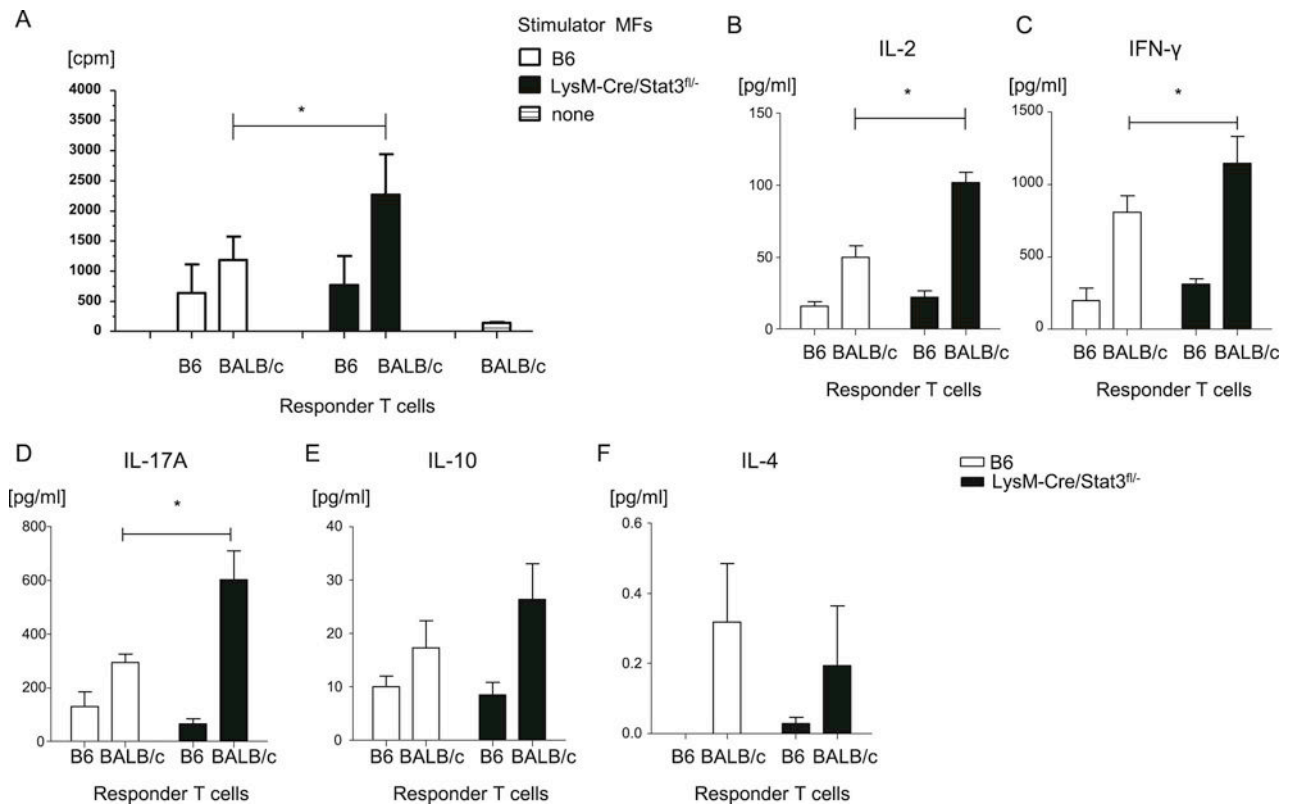 A
Stimulator MFs
B6
LysM-Cre/Stat3fl/-
none
[cpm]
4000
3500
3000
2500
2000
1500
1000
500
0
*
B6 BALB/c B6 BALB/c BALB/c
Responder T cells
B
IL-2
[pg/ml]
150
100
50
0
*
B6 BALB/c B6 BALB/c
Responder T cells
C
IFN-γ
[pg/ml]
1500
1000
500
0
*
B6 BALB/c B6 BALB/c
Responder T cells
D
IL-17A
[pg/ml]
800
600
400
200
0
*
B6 BALB/c B6 BALB/c
Responder T cells
E
IL-10
[pg/ml]
40
30
20
10
0
B6 BALB/c B6 BALB/c
Responder T cells
F
IL-4
[pg/ml]
0.6
0.4
0.2
0.0
B6 BALB/c B6 BALB/c
Responder T cells
B6
LysM-Cre/Stat3fl/-